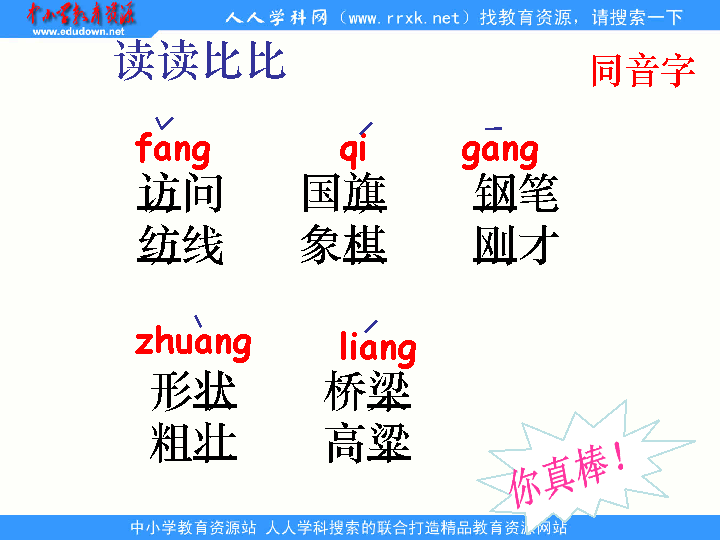 中小学教育资源
www.edudown.net
人人学科网（www.rrxk.net）找教育资源，请搜索一下
读读比比
同音字
fǎng qí gāng
访问 国旗 钢笔
纺线 象棋 刚才
zhuàng liáng
形状 桥梁
粗壮 高粱
你真棒！
中小学教育资源站 人人学科搜索的联合打造精品教育资源网站